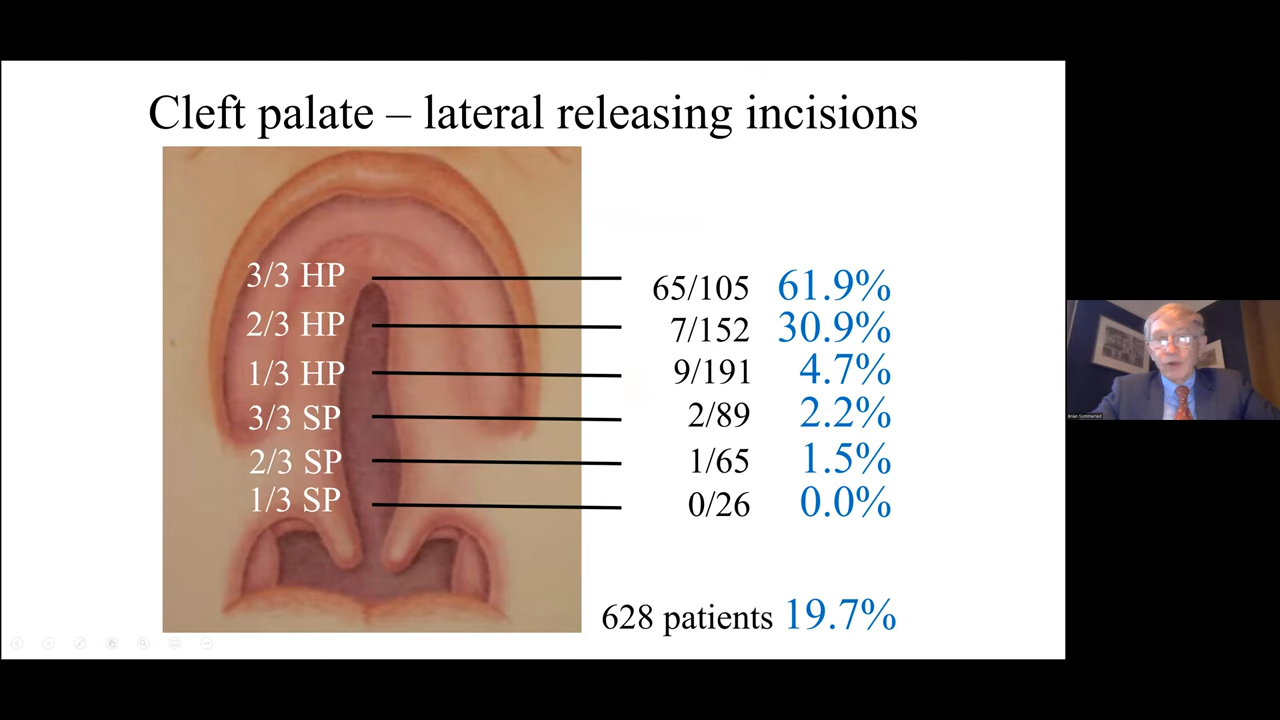 Cleft palate – lateral releasing incisions
3/3 HP 65/105 61.9%
2/3 HP 7/152 30.9%
1/3 HP 9/191 4.7%
3/3 SP 2/89 2.2%
2/3 SP 1/65 1.5%
1/3 SP 0/26 0.0%
628 patients 19.7%
Brian Sommerlad